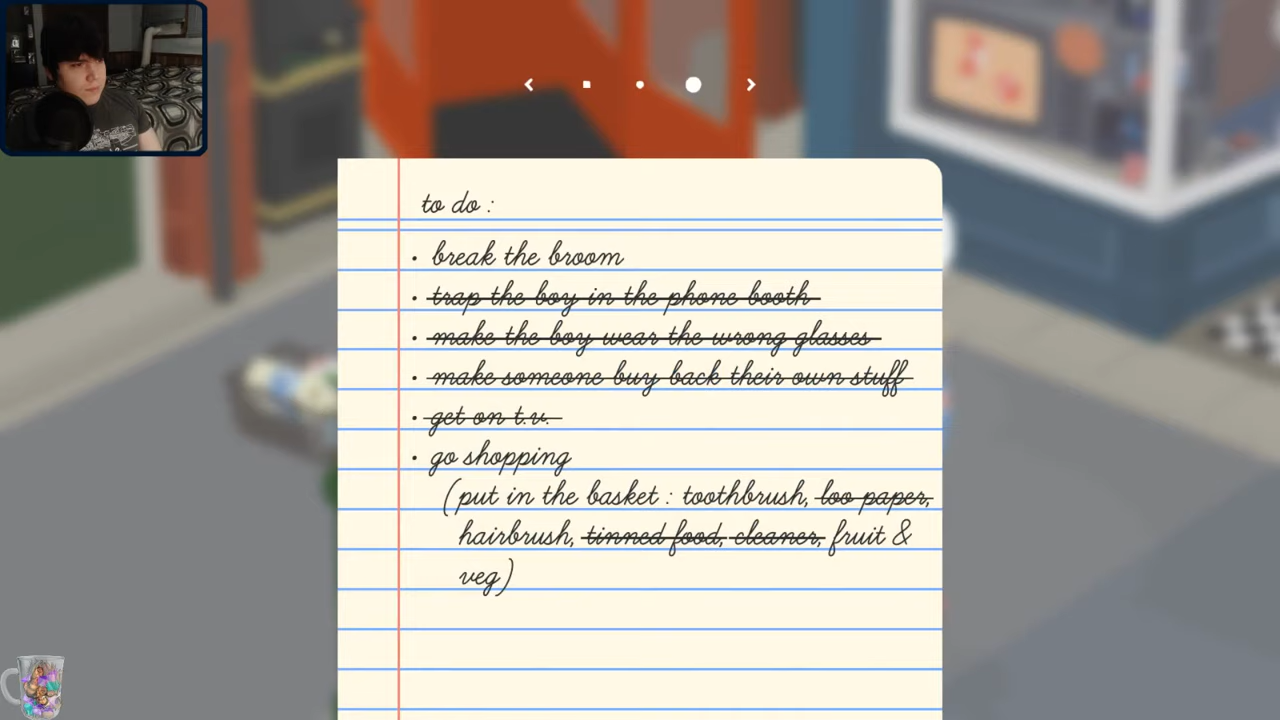 to do :
• break the broom
• trap the boy in the phone booth
• make the boy wear the wrong glasses
• make someone buy back their own stuff
• get on t.v.
• go shopping
(put in the basket : toothbrush, loo paper,
hairbrush, tinned food, cleaner, fruit &
veg)